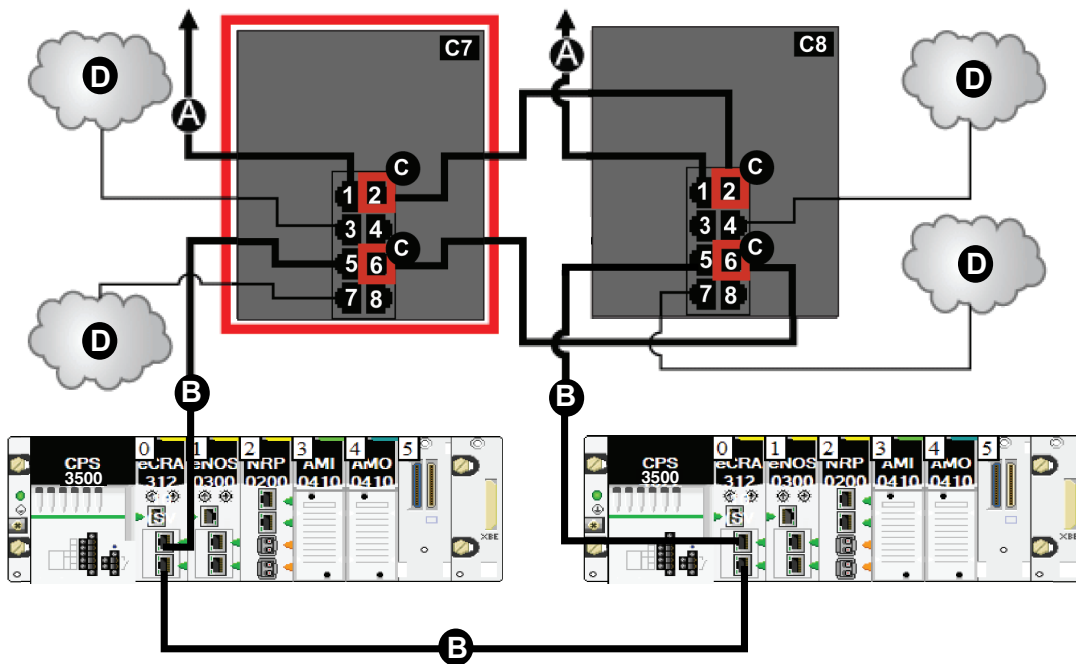 C7
C8
D
D
A
A
C
C
1 2
1 2
3 4
3 4
C
C
5 6
5 6
7 8
7 8
D
D
B
B
0 1 2 3 4 5
0 1 2 3 4 5
CPS
3500
eCRA
312
eNOS
0300
NRP
0200
AMI
0410
AMO
0410
CPS
3500
eCRA
312
eNOS
0300
NRP
0200
AMI
0410
AMO
0410
S
S
XBE
XBE
B